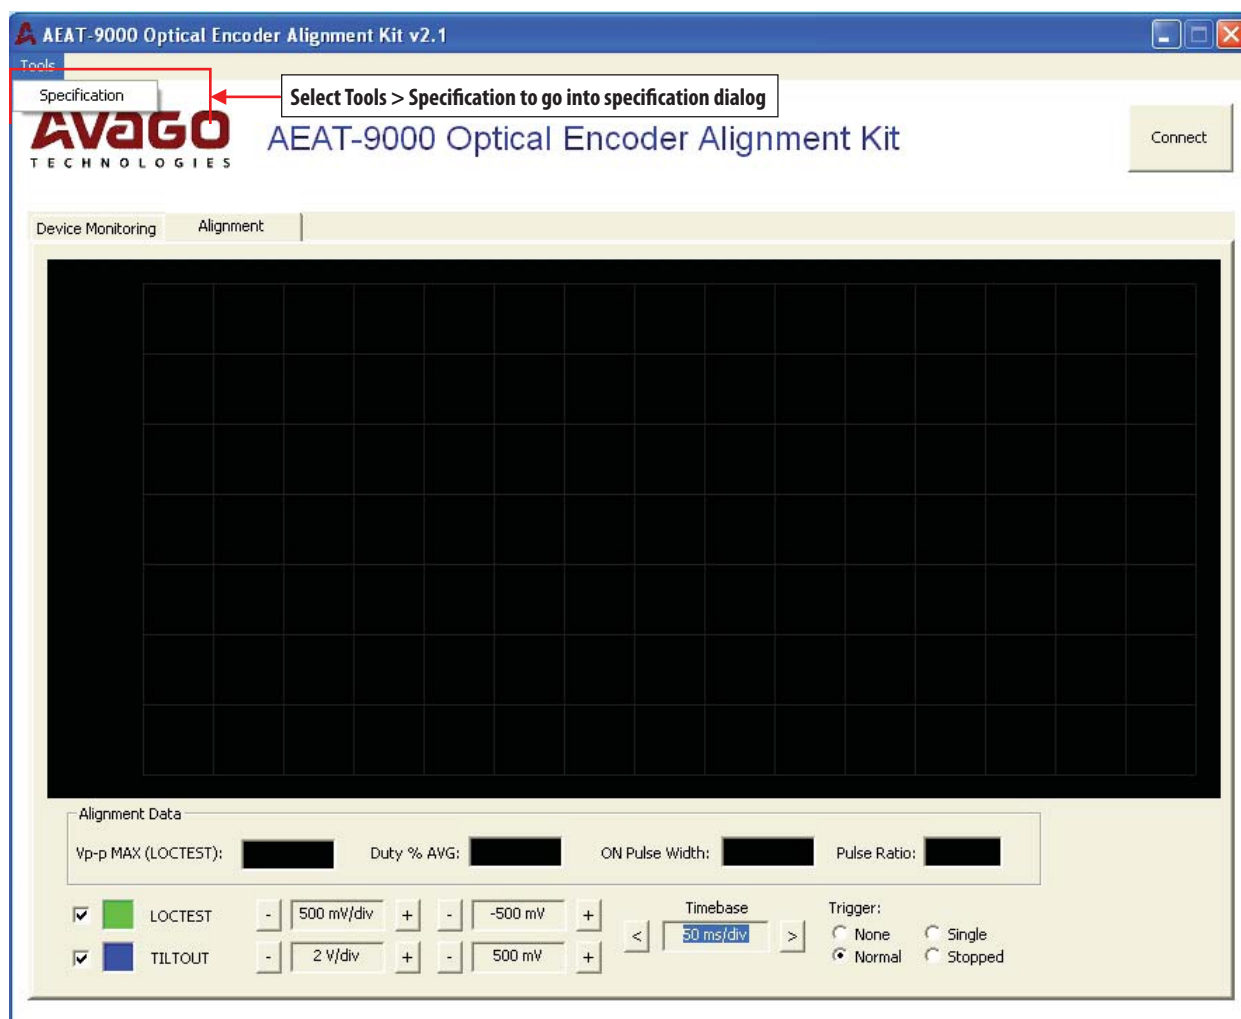 AEAT-9000 Optical Encoder Alignment Kit v2.1
Tools
Specification
Select Tools > Specification to go into specification dialog
AVAGO
TECHNOLOGIES
AEAT-9000 Optical Encoder Alignment Kit
Connect
Device Monitoring Alignment
Alignment Data
Vp-p MAX (LOCTEST): Duty % AVG: ON Pulse Width: Pulse Ratio:
LOCTEST - 500 mV/div + - -500 mV +
TILTOUT - 2 V/div + - 500 mV +
Timebase
< 50 ms/div >
Trigger:
None Single
Normal Stopped